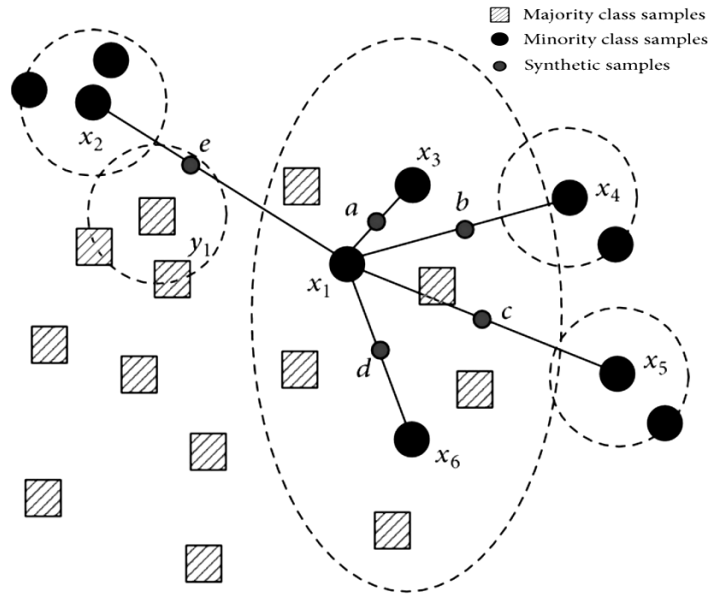 Majority class samples
Minority class samples
Synthetic samples
x₂
e
x₃
x₄
a
b
y₁
x₁
c
d
x₅
x₆